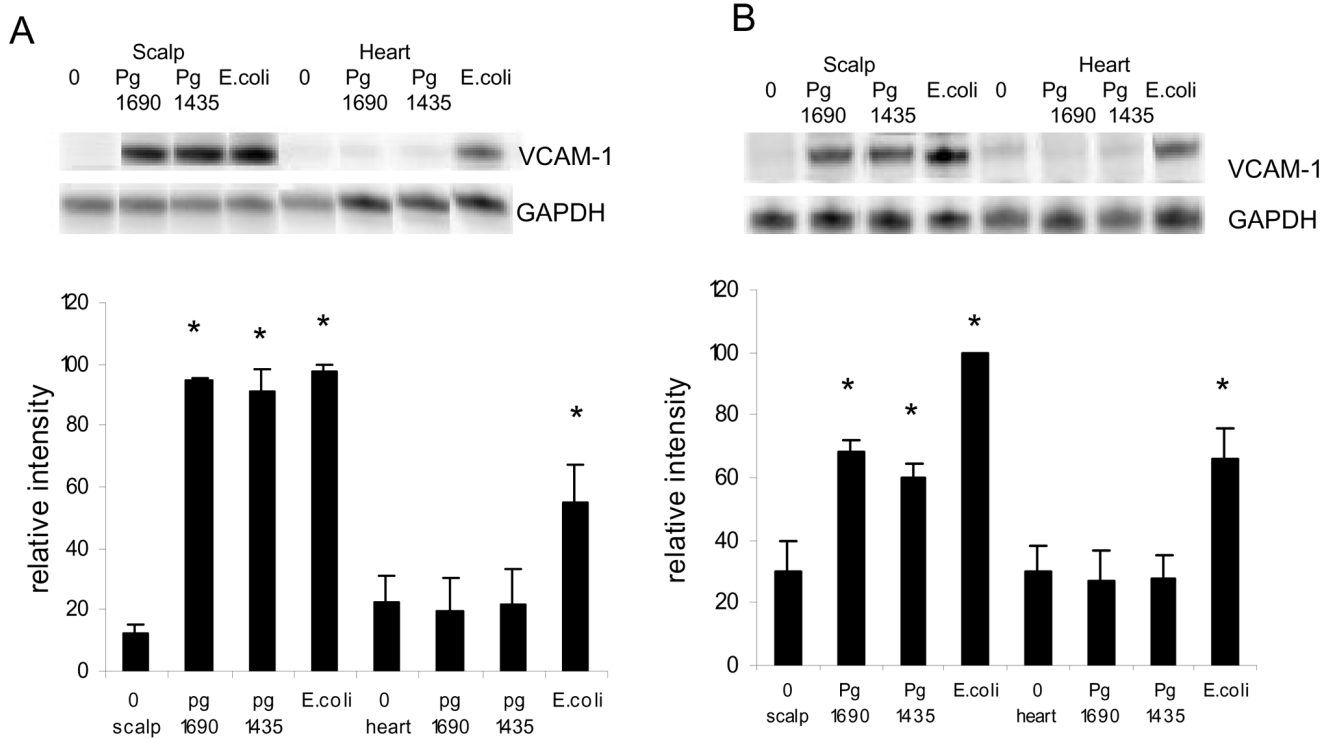 A
Scalp Heart
0 Pg Pg E.coli 0 Pg Pg E.coli
1690 1435 1690 1435
VCAM-1
GAPDH
120
100
80
60
40
20
0
relative intensity
* * * *
0 pg pg E.coli 0 pg pg E.coli
scalp 1690 1435 heart 1690 1435
B
Scalp Heart
0 Pg Pg E.coli 0 Pg Pg E.coli
1690 1435 1690 1435
VCAM-1
GAPDH
120
100
80
60
40
20
0
relative intensity
* * * *
0 Pg Pg E.coli 0 Pg Pg E.coli
scalp 1690 1435 heart 1690 1435